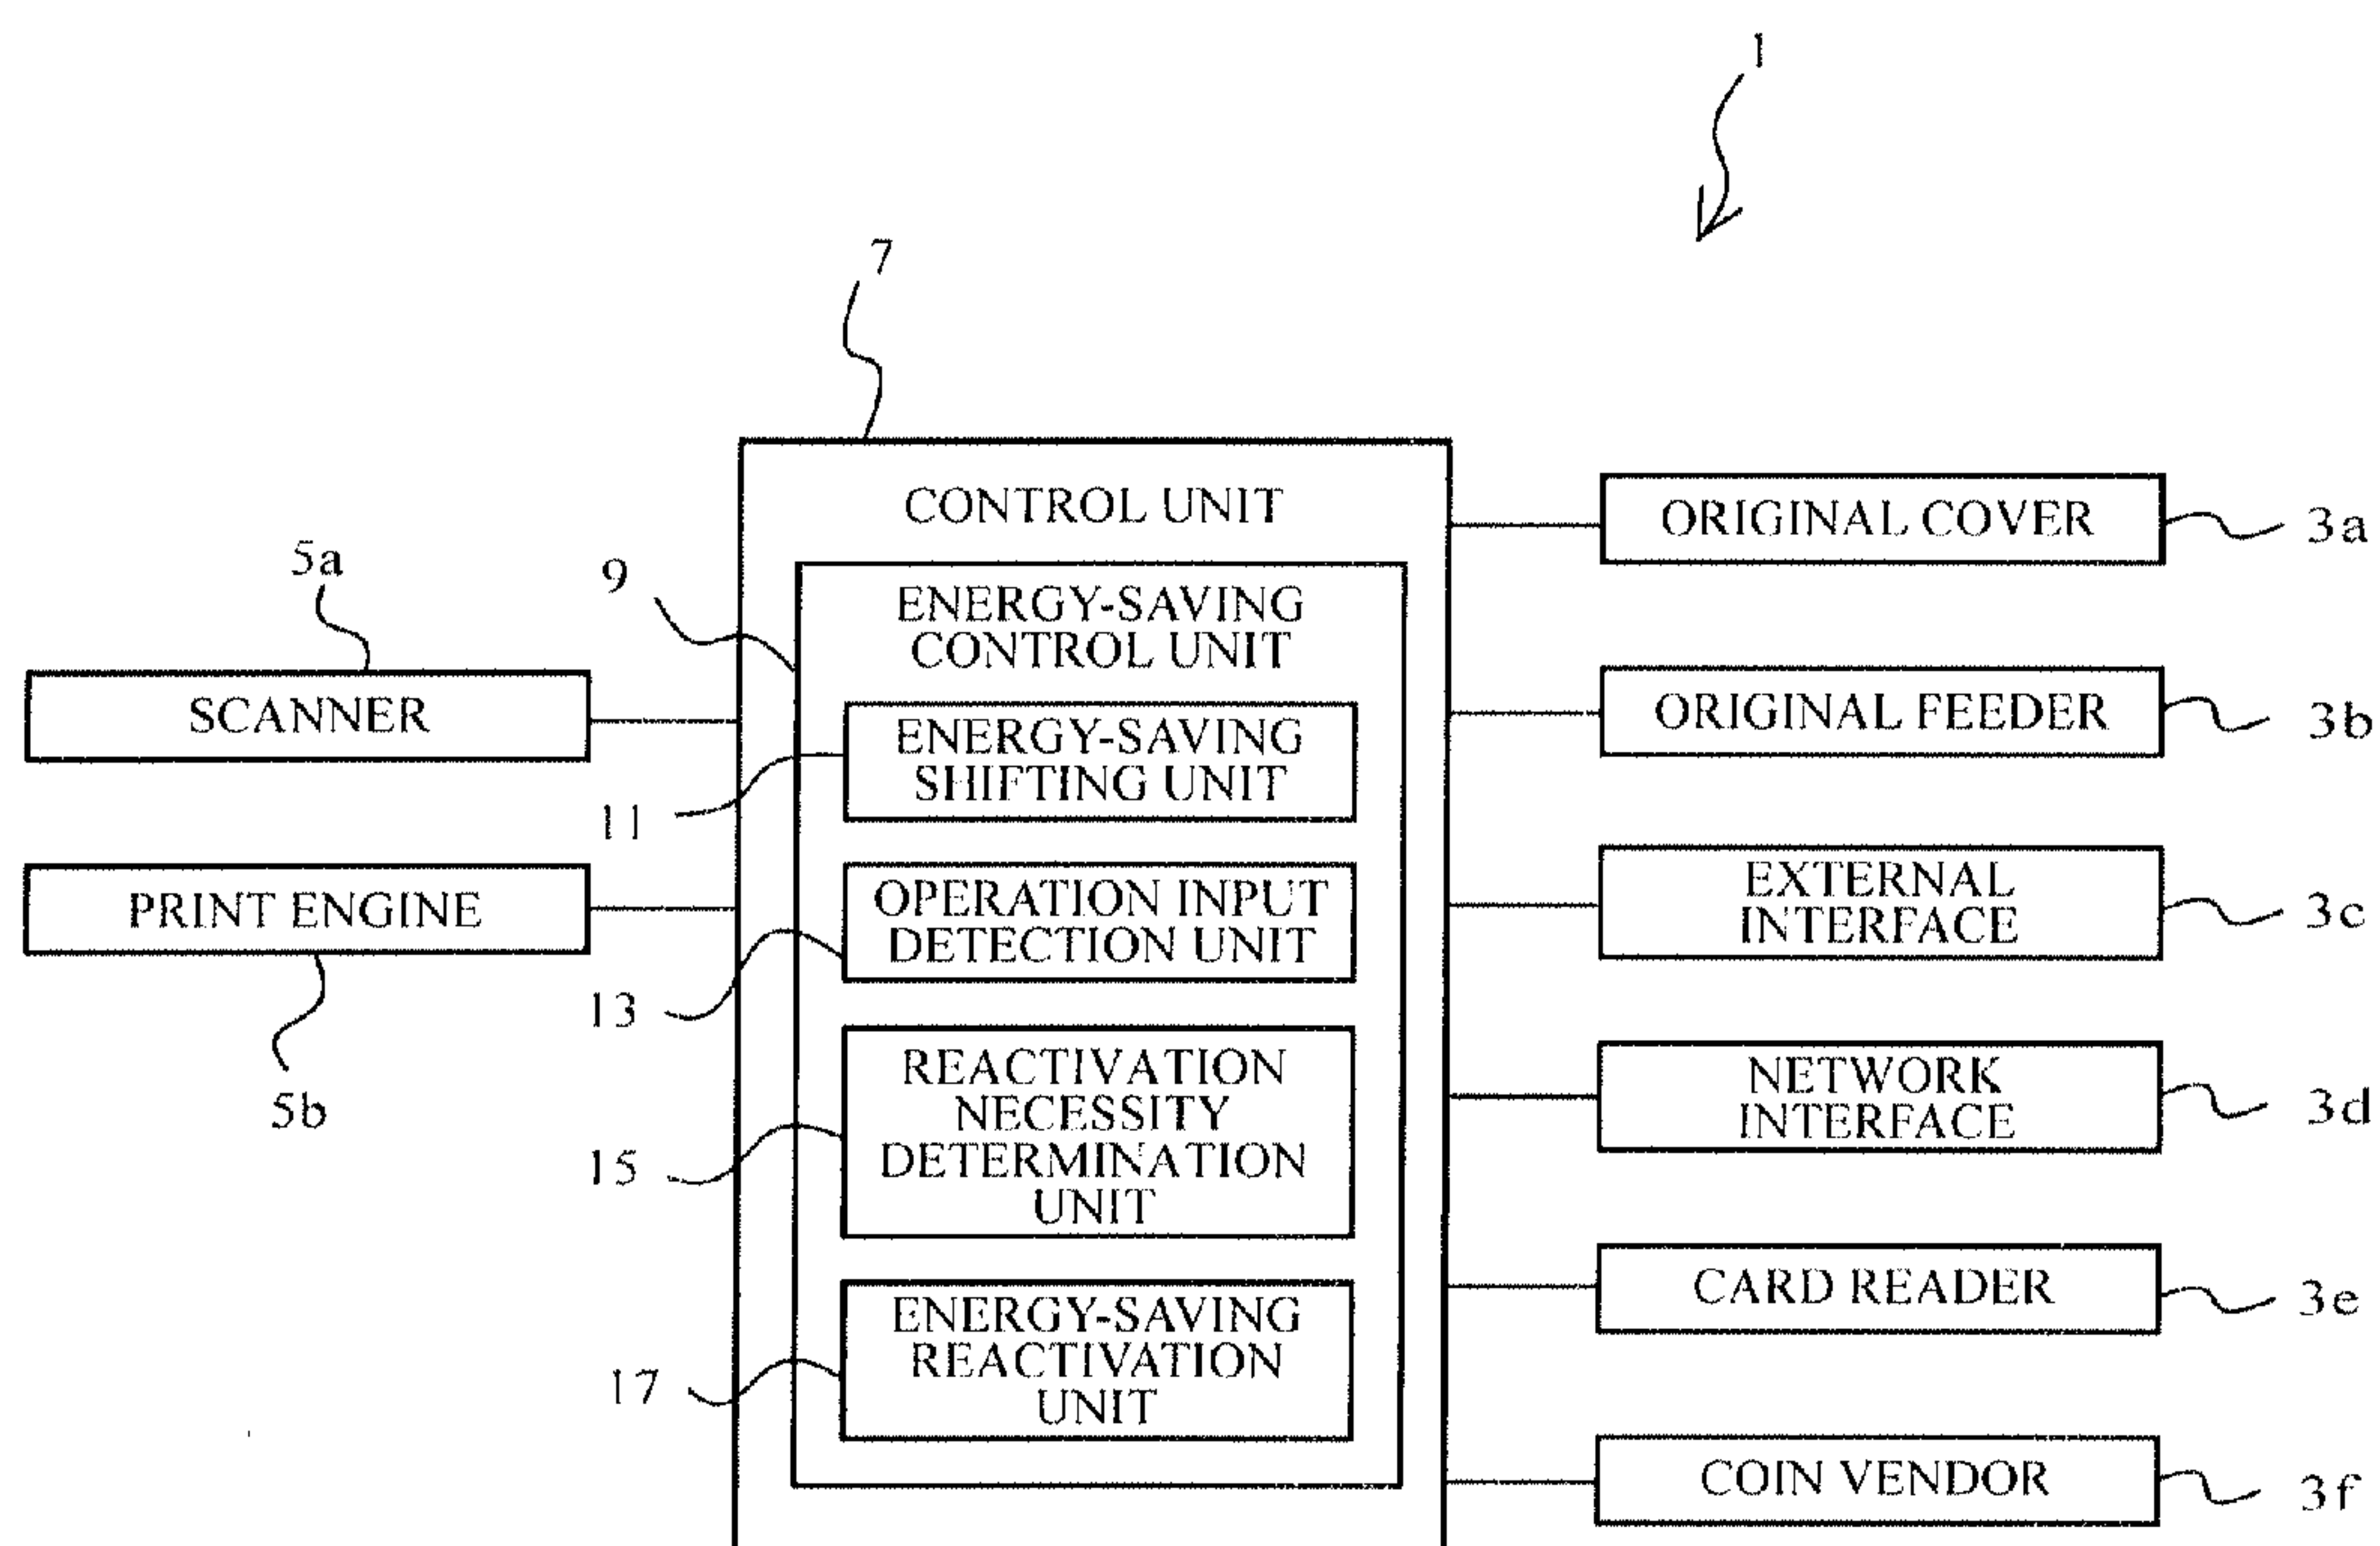 1
7
CONTROL UNIT
ORIGINAL COVER
3a
5a
9
ENERGY-SAVING
CONTROL UNIT
SCANNER
ORIGINAL FEEDER
3b
ENERGY-SAVING
SHIFTING UNIT
11
PRINT ENGINE
OPERATION INPUT
DETECTION UNIT
EXTERNAL
INTERFACE
3c
13
5b
REACTIVATION
NECESSITY
DETERMINATION
UNIT
15
NETWORK
INTERFACE
3d
CARD READER
3e
ENERGY-SAVING
REACTIVATION
UNIT
17
COIN VENDOR
3f